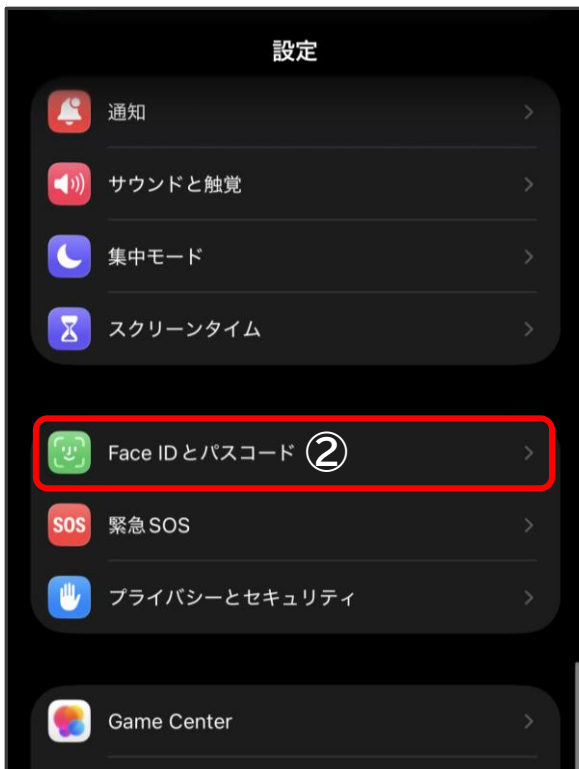 設定
通知
サウンドと触覚
集中モード
スクリーンタイム
Face IDとパスコード ②
SOS 緊急SOS
プライバシーとセキュリティ
Game Center